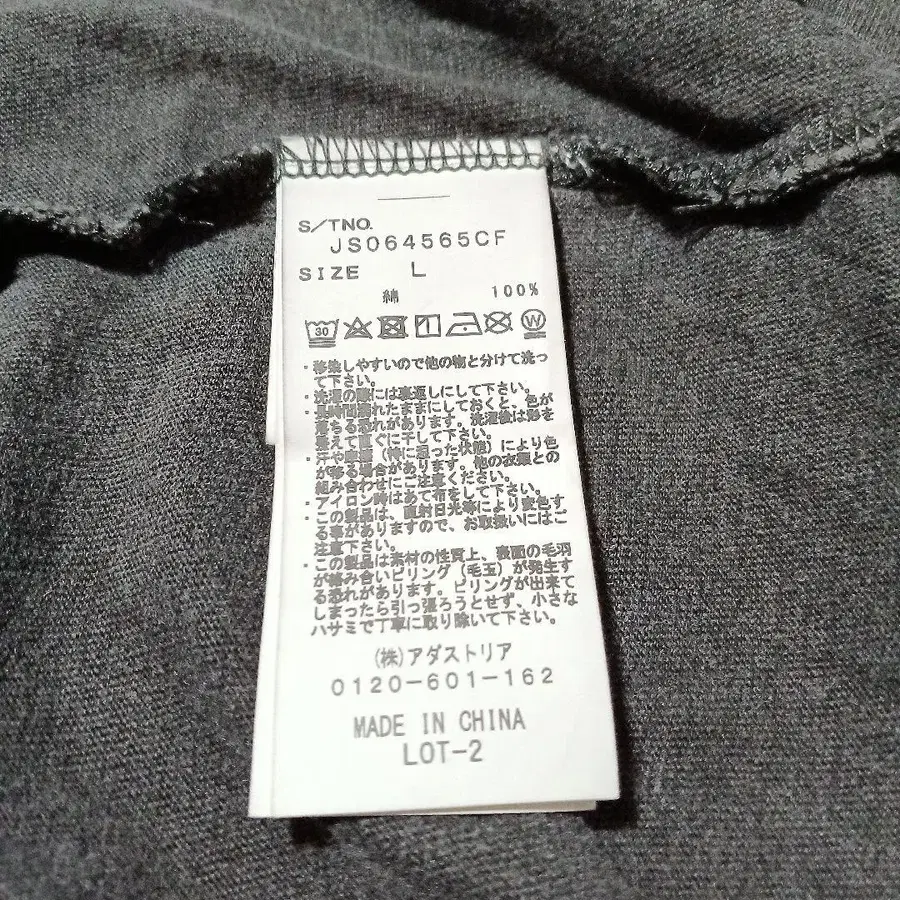 S/TNO.
JS064565CF
SIZE L
綿 100%
30 W
・移染しやすいので他の物と分けて洗っ
て下さい。
・洗濯の際には裏返しにして下さい。
・長時間濡れたままにしておくと、色が
落ちる恐れがあります。洗濯後は形を
整えて直ぐに干して下さい。
・汗や摩擦（特に湿った状態）により色
が移る場合があります。他の衣類との
組み合わせにご注意ください。
・アイロン時はあて布をして下さい。
・この製品は、直射日光等により変色す
る事がありますので、お取扱いにはご
注意下さい。
・この製品は素材の性質上、表面の毛羽
が絡み合いピリング（毛玉）が発生す
る恐れがあります。ピリングが出来て
しまったら引っ張ろうとせず、小さな
ハサミで丁寧に取り除いて下さい。
(株)アダストリア
0120-601-162
MADE IN CHINA
LOT-2